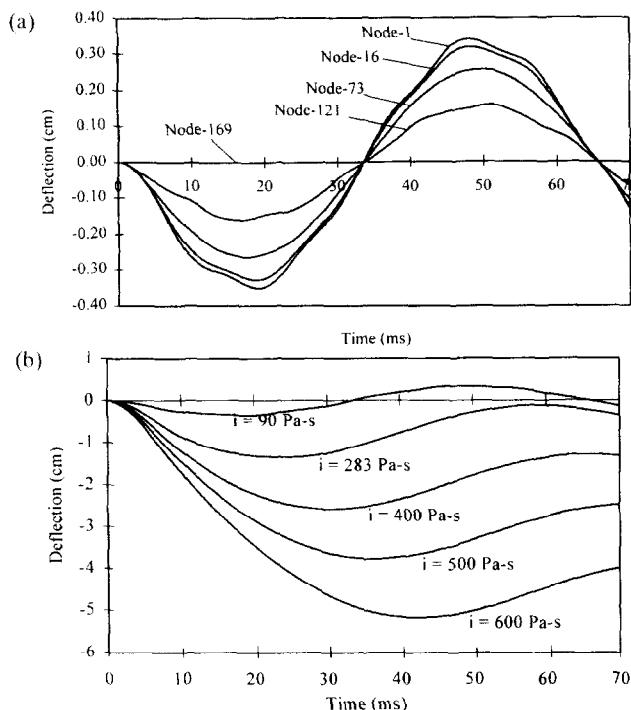 (a)
0.40
0.30
0.20
0.10
0.00
-0.10
-0.20
-0.30
-0.40
Deflection (cm)
Node-1
Node-16
Node-73
Node-121
Node-169
0 10 20 30 40 50 60 70
Time (ms)
(b)
1
0
-1
-2
-3
-4
-5
-6
Deflection (cm)
i = 90 Pa-s
i = 283 Pa-s
i = 400 Pa-s
i = 500 Pa-s
i = 600 Pa-s
0 10 20 30 40 50 60 70
Time (ms)